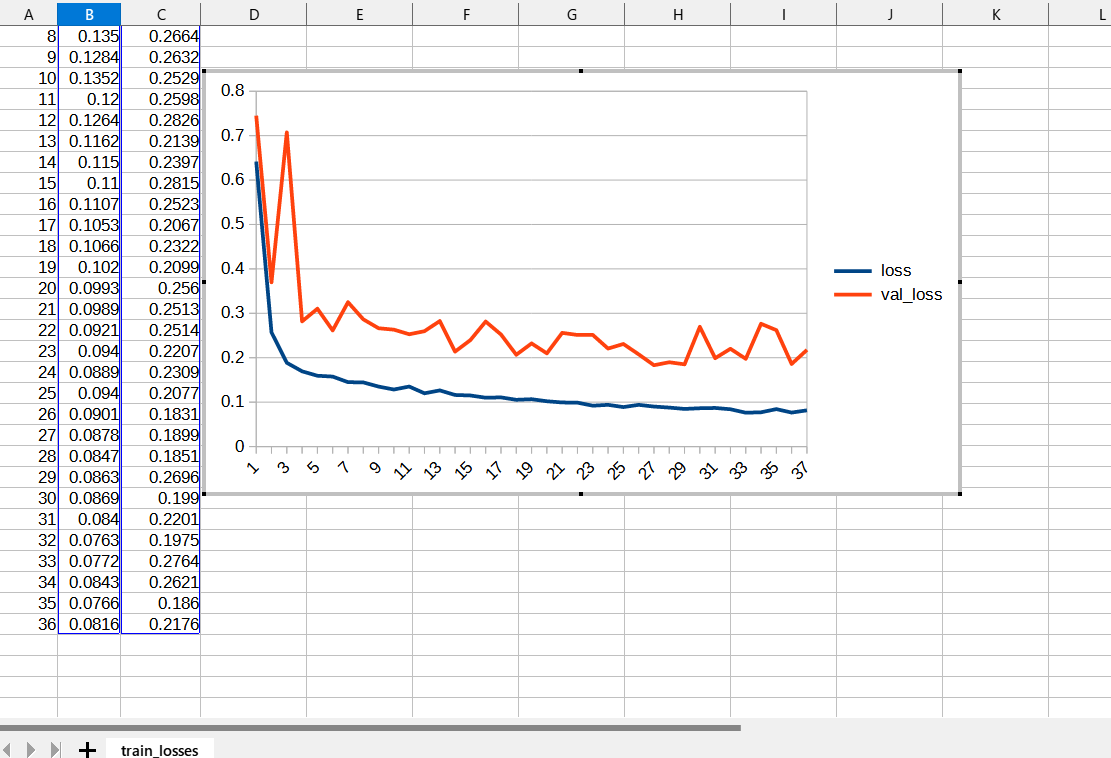 A B C D E F G H I J K L
8 0.135 0.2664
9 0.1284 0.2632
10 0.1352 0.2529
11 0.12 0.2598
12 0.1264 0.2826
13 0.1162 0.2139
14 0.115 0.2397
15 0.11 0.2815
16 0.1107 0.2523
17 0.1053 0.2067
18 0.1066 0.2322
19 0.102 0.2099
20 0.0993 0.256
21 0.0989 0.2513
22 0.0921 0.2514
23 0.094 0.2207
24 0.0889 0.2309
25 0.094 0.2077
26 0.0901 0.1831
27 0.0878 0.1899
28 0.0847 0.1851
29 0.0863 0.2696
30 0.0869 0.199
31 0.084 0.2201
32 0.0763 0.1975
33 0.0772 0.2764
34 0.0843 0.2621
35 0.0766 0.186
36 0.0816 0.2176
0.8
0.7
0.6
0.5
0.4
0.3
0.2
0.1
0
1 3 5 7 9 11 13 15 17 19 21 23 25 27 29 31 33 35 37
loss
val_loss
train_losses